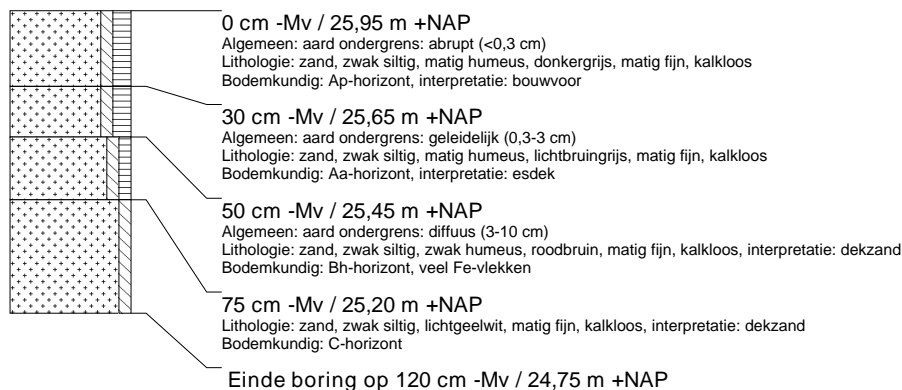 0 cm -Mv / 25,95 m +NAP
Algemeen: aard ondergrens: abrupt (<0,3 cm)
Lithologie: zand, zwak siltig, matig humeus, donkergrijs, matig fijn, kalkloos
Bodemkundig: Ap-horizont, interpretatie: bouwvoor
30 cm -Mv / 25,65 m +NAP
Algemeen: aard ondergrens: geleidelijk (0,3-3 cm)
Lithologie: zand, zwak siltig, matig humeus, lichtbruingrijs, matig fijn, kalkloos
Bodemkundig: Aa-horizont, interpretatie: esdek
50 cm -Mv / 25,45 m +NAP
Algemeen: aard ondergrens: diffuus (3-10 cm)
Lithologie: zand, zwak siltig, zwak humeus, roodbruin, matig fijn, kalkloos, interpretatie: dekzand
Bodemkundig: Bh-horizont, veel Fe-vlekken
75 cm -Mv / 25,20 m +NAP
Lithologie: zand, zwak siltig, lichtgeelwit, matig fijn, kalkloos, interpretatie: dekzand
Bodemkundig: C-horizont
Einde boring op 120 cm -Mv / 24,75 m +NAP